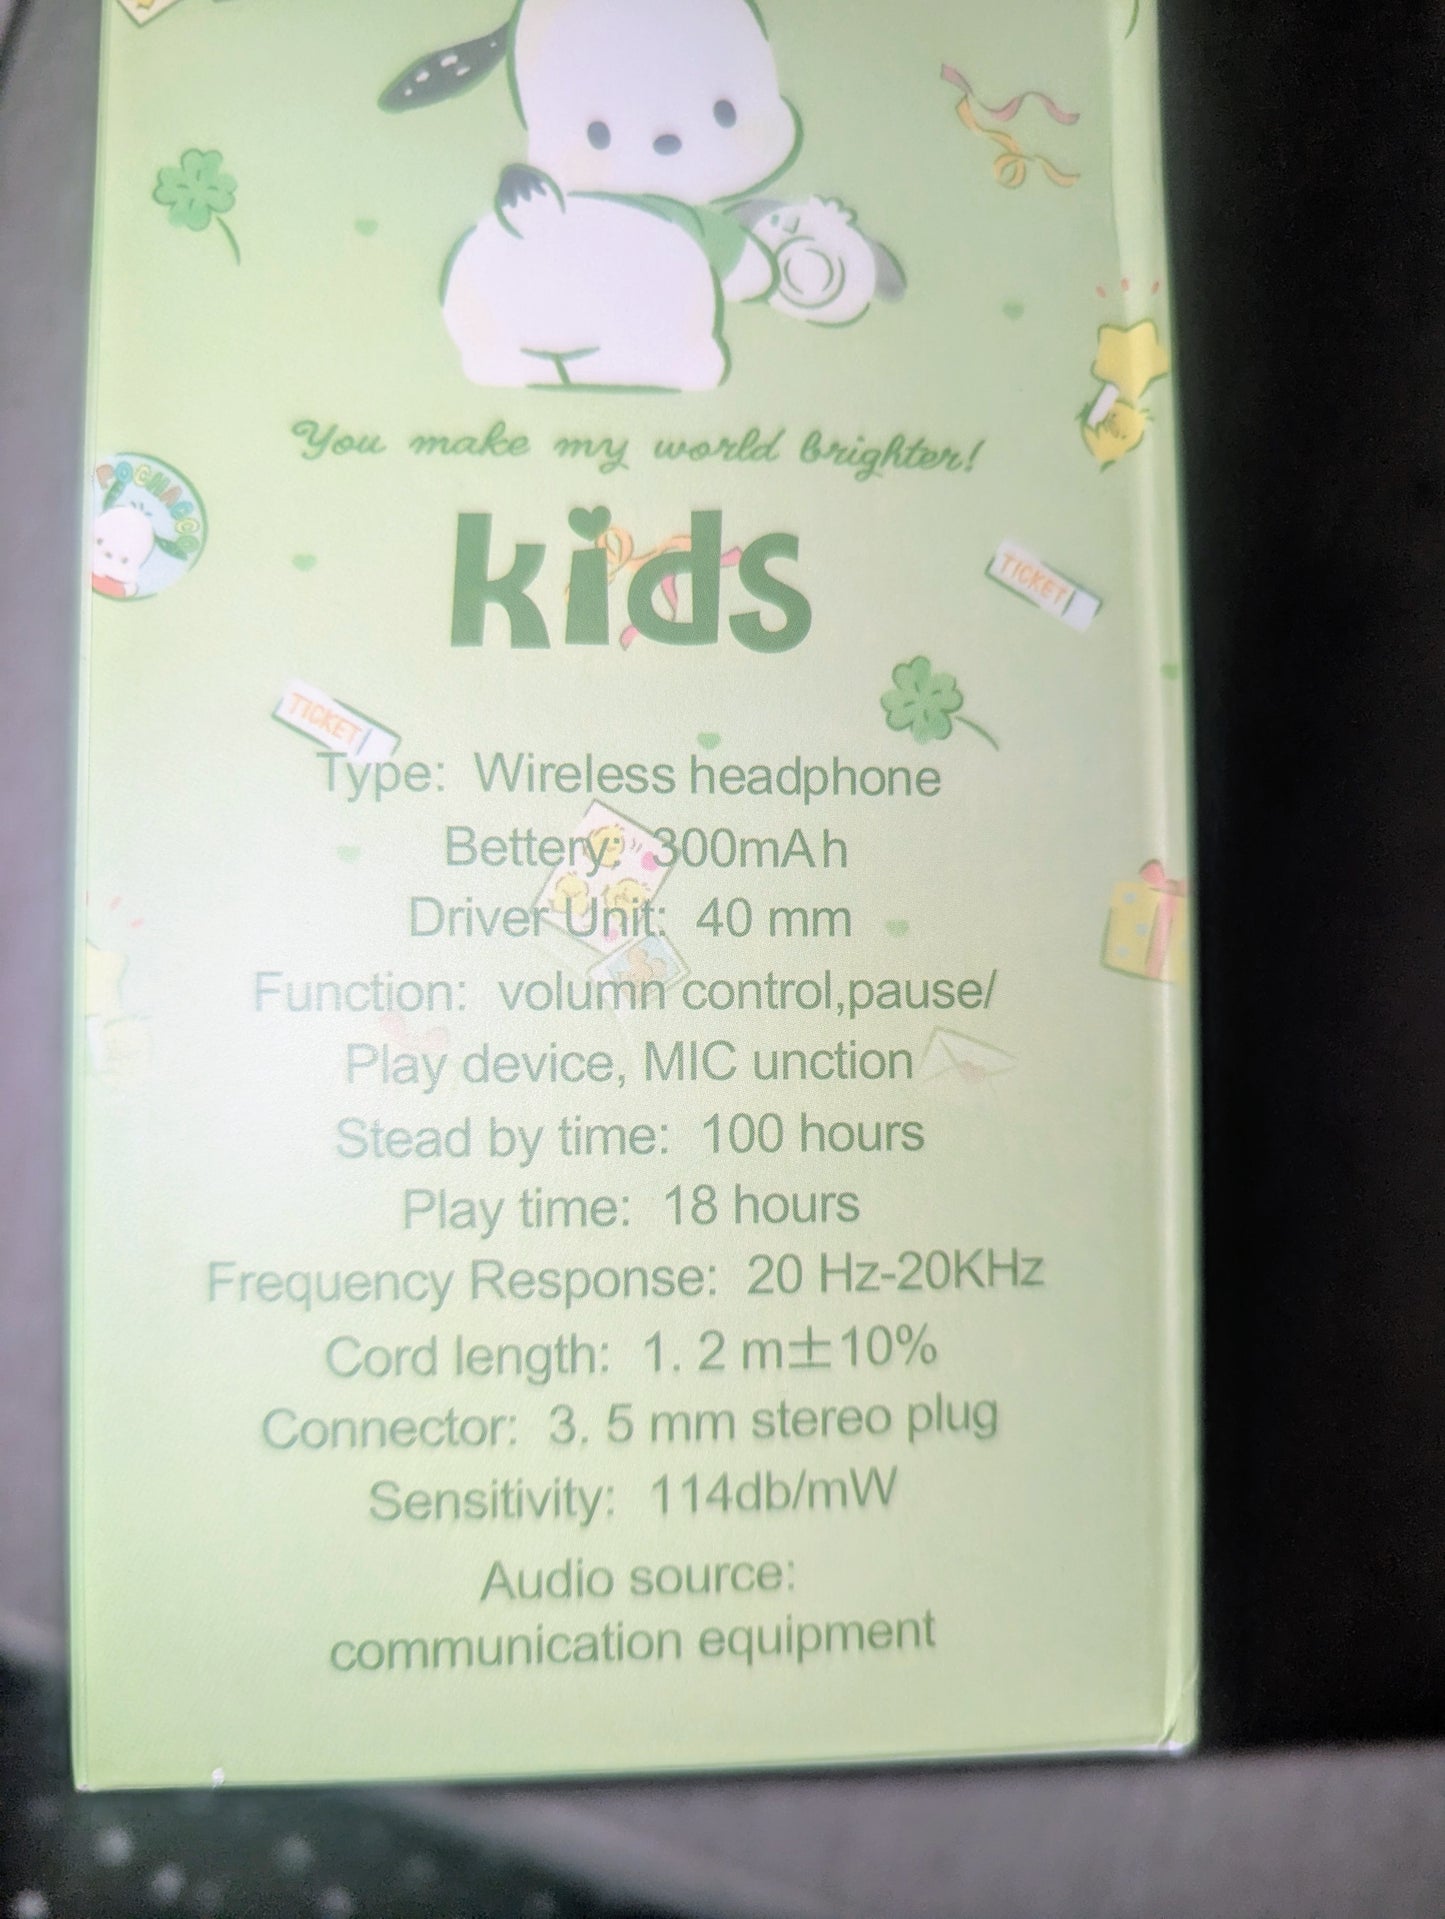 You make my world brighter!
POCHACCO
kids
TICKET
TICKET
Type: Wireless headphone
Bettery: 300mAh
Driver Unit: 40 mm
Function: volumn control,pause/
Play device, MIC unction
Stead by time: 100 hours
Play time: 18 hours
Frequency Response: 20 Hz-20KHz
Cord length: 1. 2 m±10%
Connector: 3. 5 mm stereo plug
Sensitivity: 114db/mW
Audio source:
communication equipment